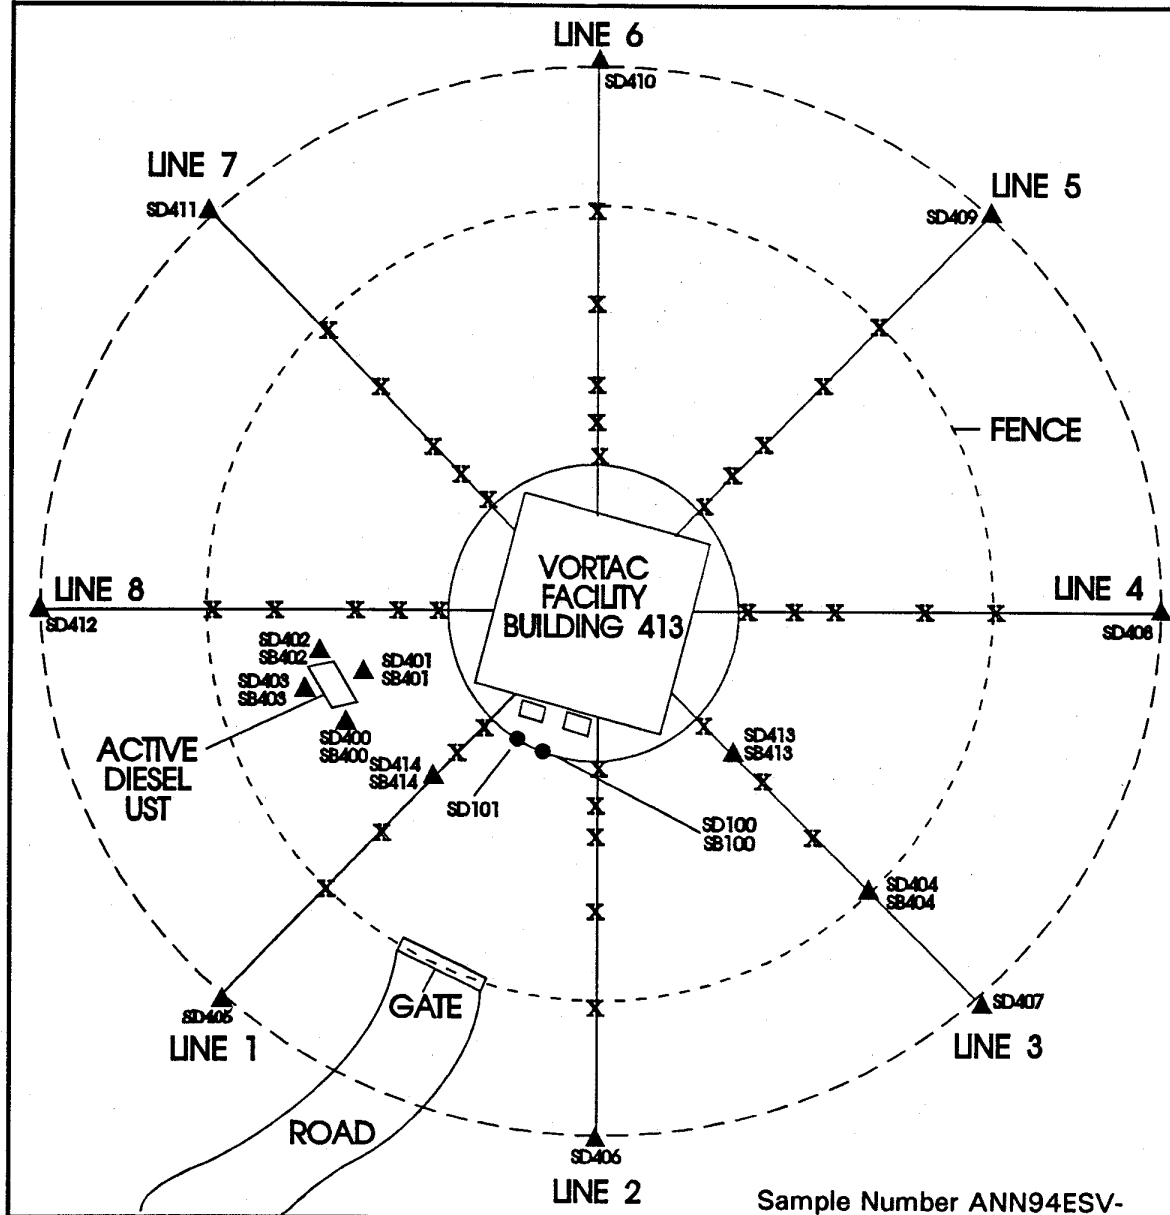 LINE 6
SD410
LINE 7
SD411
LINE 5
SD409
FENCE
VORTAC
FACILITY
BUILDING 413
LINE 8
SD412
LINE 4
SD408
SD402
SB402
SD401
SB401
SD403
SB403
SD400
SB400
ACTIVE
DIESEL
UST
SD414
SB414
SD413
SB413
SD101
SD100
SB100
SD404
SB404
SD405
LINE 1
GATE
SD407
LINE 3
ROAD
SD406
LINE 2
Sample Number ANN94ESV-